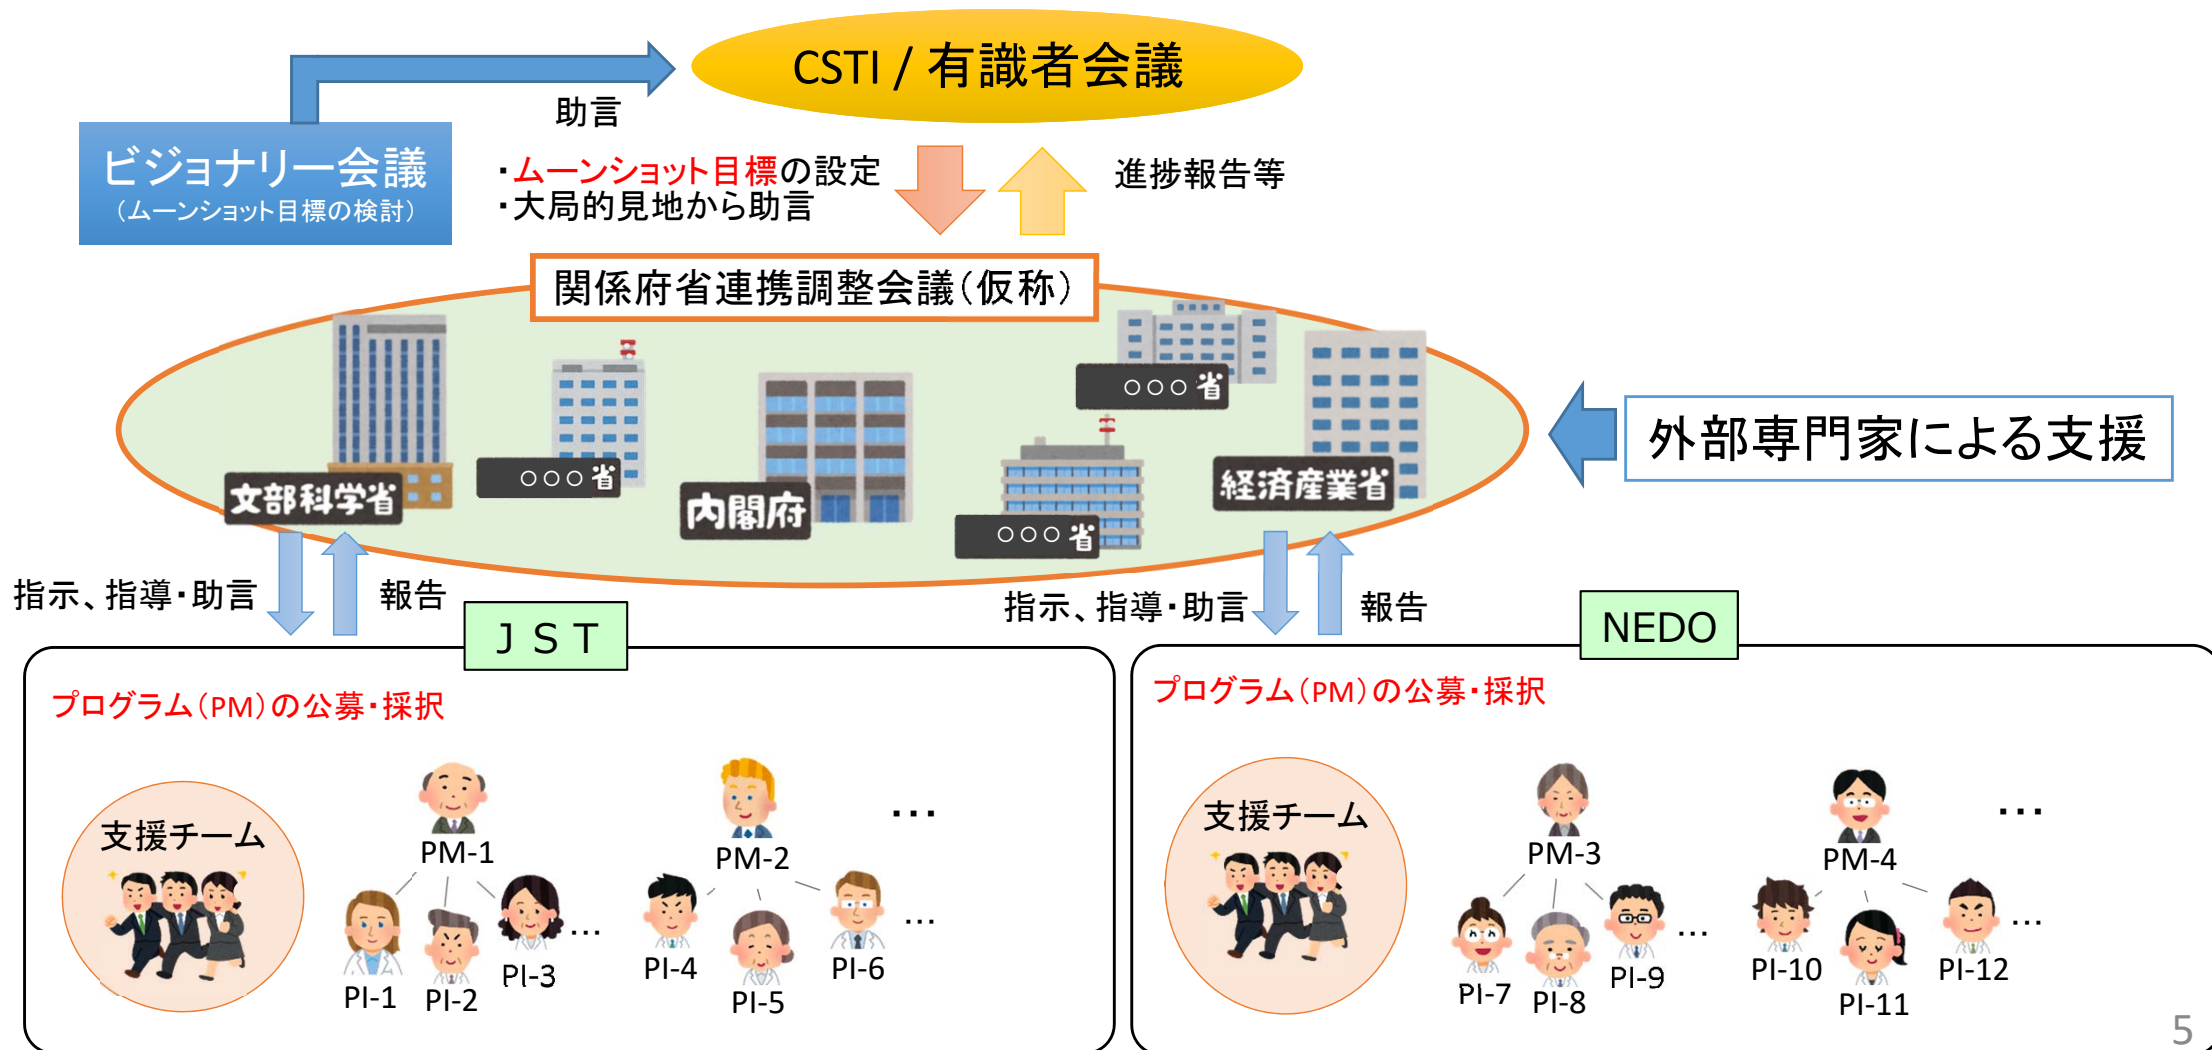 CSTI / 有識者会議
助言
ビジョナリー会議
（ムーンショット目標の検討）
・ムーンショット目標の設定
・大局的見地から助言
進捗報告等
関係府省連携調整会議（仮称）
文部科学省
○○○省
内閣府
○○○省
○○○省
経済産業省
外部専門家による支援
指示、指導・助言
報告
指示、指導・助言
報告
ＪＳＴ
プログラム（PM）の公募・採択
支援チーム
PM-1
PM-2
…
PI-1
PI-2
PI-3
…
PI-4
PI-5
PI-6
…
NEDO
プログラム（PM）の公募・採択
支援チーム
PM-3
PM-4
…
PI-7
PI-8
PI-9
…
PI-10
PI-11
PI-12
…
5